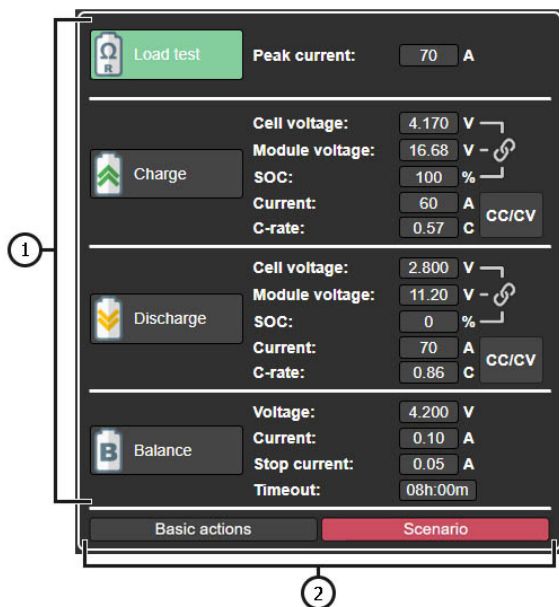 Ω
R
Load test
Peak current: 70 A
Charge
Cell voltage: 4.170 V
Module voltage: 16.68 V
SOC: 100 %
Current: 60 A
C-rate: 0.57 C
CC/CV
1
Discharge
Cell voltage: 2.800 V
Module voltage: 11.20 V
SOC: 0 %
Current: 70 A
C-rate: 0.86 C
CC/CV
B
Balance
Voltage: 4.200 V
Current: 0.10 A
Stop current: 0.05 A
Timeout: 08h:00m
Basic actions Scenario
2